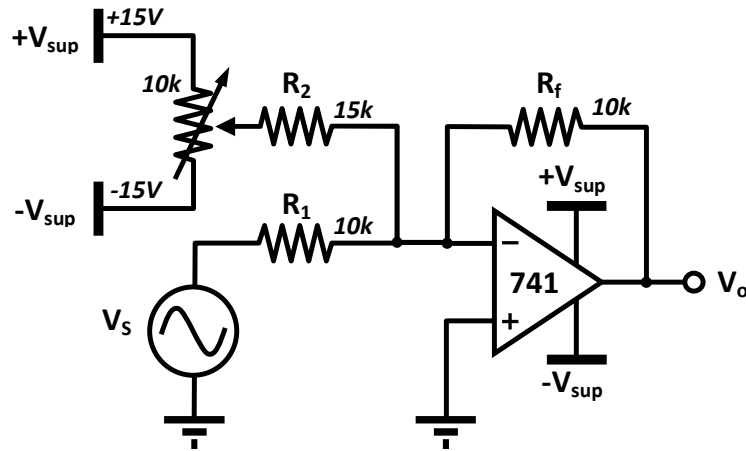 +15V
+V_sup
10k
R_2
15k
R_f
10k
-15V
-V_sup
R_1
10k
+V_sup
−
741
+
V_o
V_S
-V_sup